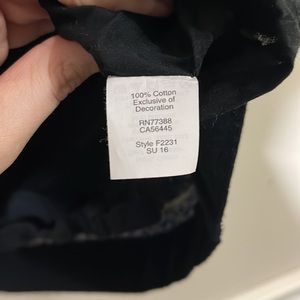 100% Cotton
Exclusive of
Decoration
RN77388
CA56445
Style F2231
SU 16